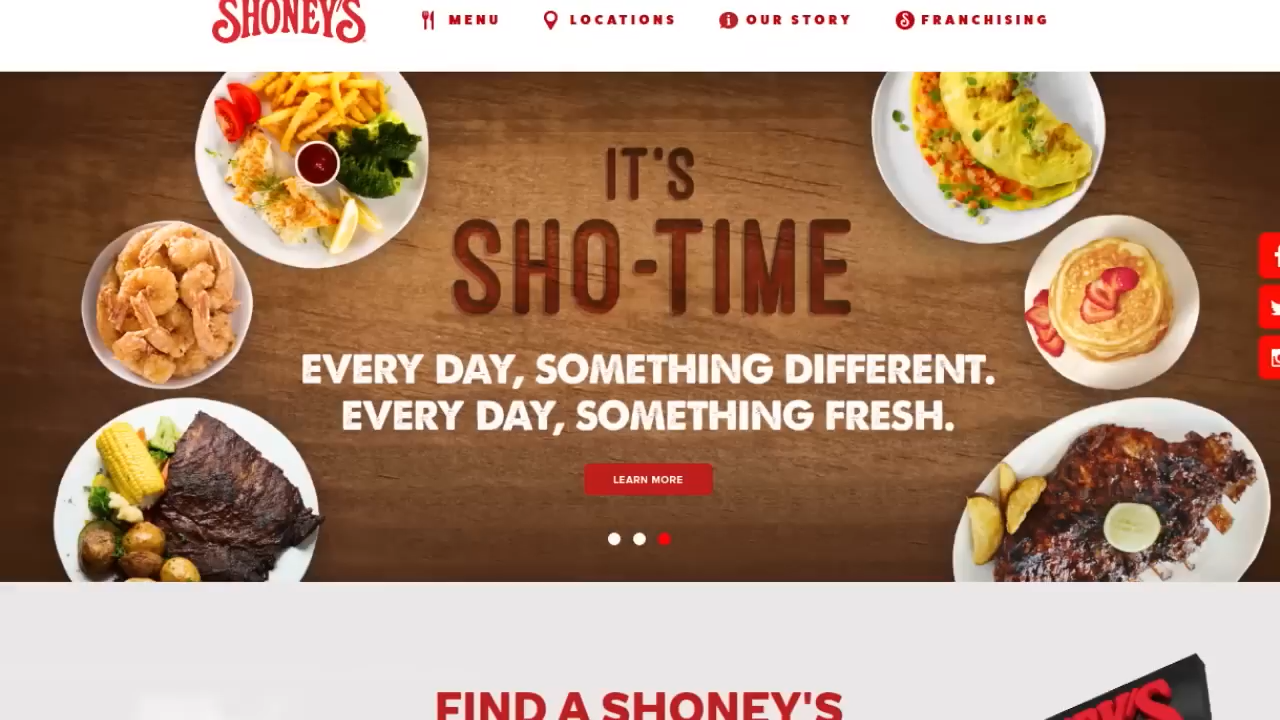 SHONEY'S
MENU
LOCATIONS
OUR STORY
FRANCHISING
IT'S
SHO-TIME
EVERY DAY, SOMETHING DIFFERENT.
EVERY DAY, SOMETHING FRESH.
LEARN MORE
FIND A SHONEY'S